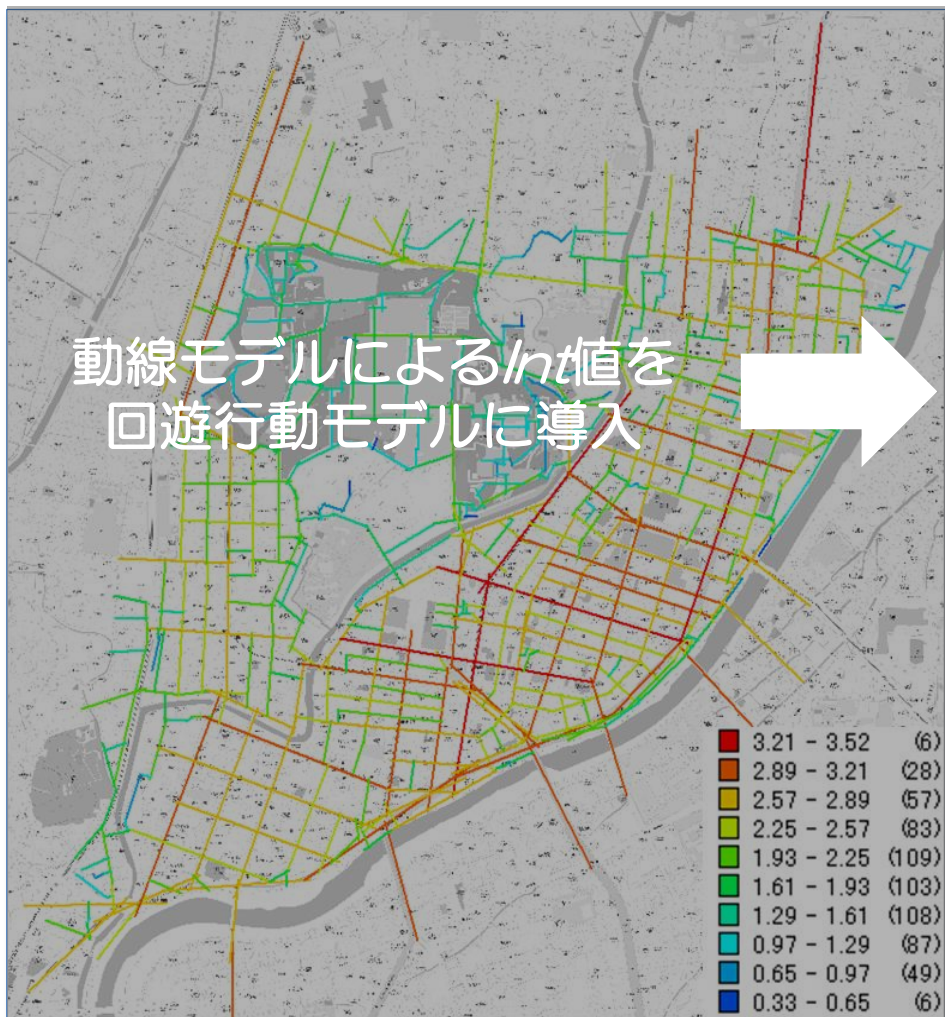 動線モデルによるInt値を
回遊行動モデルに導入
3.21 - 3.52 (6)
2.89 - 3.21 (28)
2.57 - 2.89 (57)
2.25 - 2.57 (83)
1.93 - 2.25 (109)
1.61 - 1.93 (103)
1.29 - 1.61 (108)
0.97 - 1.29 (87)
0.65 - 0.97 (49)
0.33 - 0.65 (6)